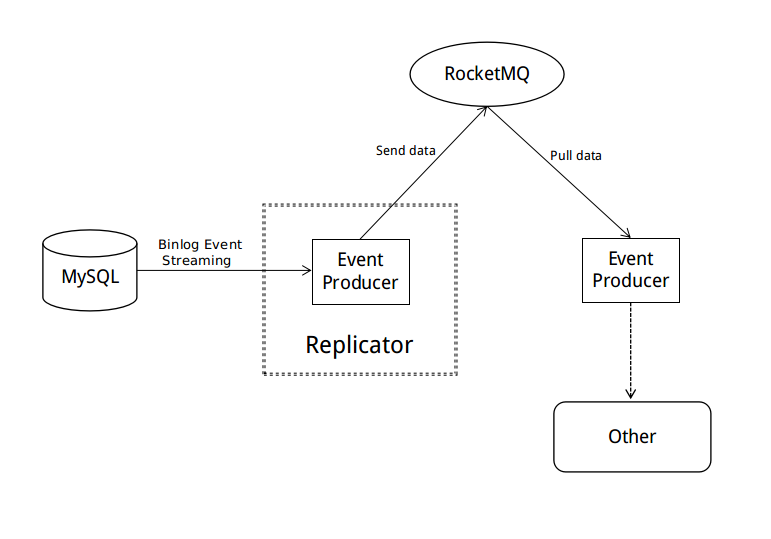 RocketMQ
Send data
Pull data
Binlog Event
Streaming
MySQL
Event
Producer
Replicator
Event
Producer
Other